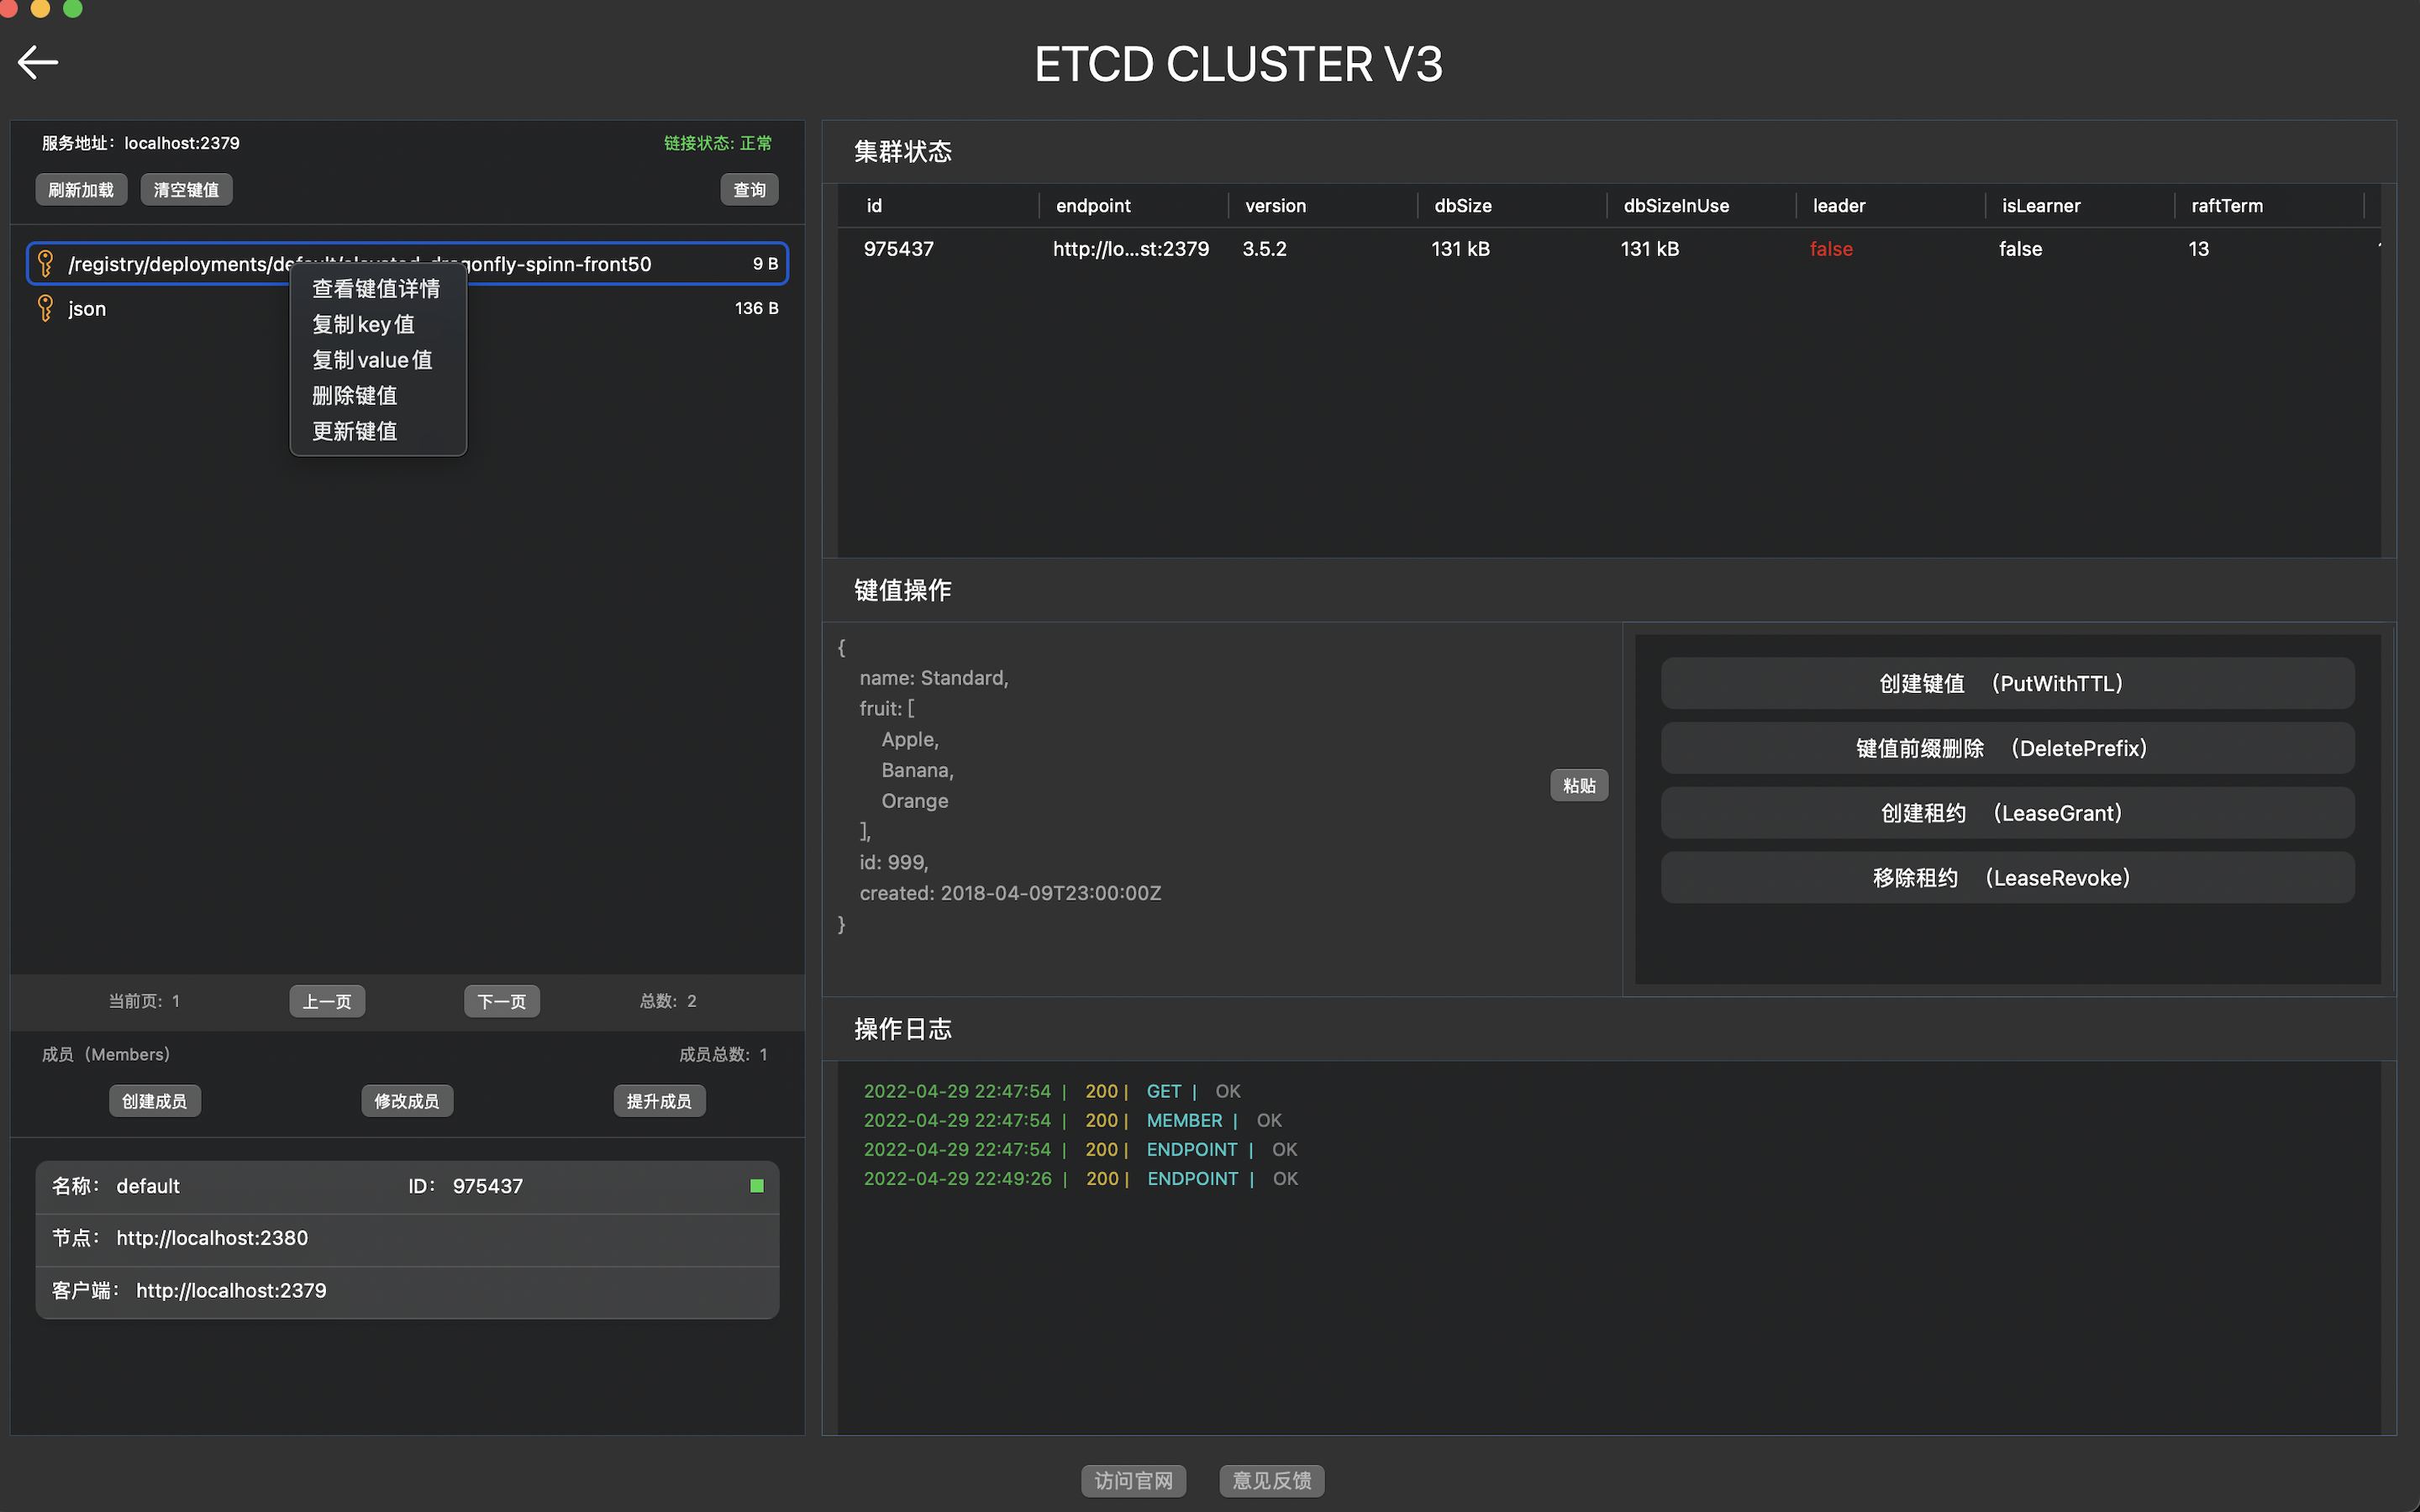 ETCD CLUSTER V3
服务地址：localhost:2379
链接状态: 正常
刷新加载
清空键值
查询
9 B
json
136 B
查看键值详情
复制key值
复制value值
删除键值
更新键值
当前页：1
上一页
下一页
总数：2
成员（Members）
成员总数：1
创建成员
修改成员
提升成员
名称： default
ID： 975437
节点： http://localhost:2380
客户端： http://localhost:2379
集群状态
id endpoint version dbSize dbSizeInUse leader isLearner raftTerm
975437 http://lo...st:2379 3.5.2 131 kB 131 kB false false 13
键值操作
{
name: Standard,
fruit: [
Apple,
Banana,
Orange
],
id: 999,
created: 2018-04-09T23:00:00Z
}
粘贴
创建键值 （PutWithTTL）
键值前缀删除 （DeletePrefix）
创建租约 （LeaseGrant）
移除租约 （LeaseRevoke）
操作日志
2022-04-29 22:47:54 | 200 | GET | OK
2022-04-29 22:47:54 | 200 | MEMBER | OK
2022-04-29 22:47:54 | 200 | ENDPOINT | OK
2022-04-29 22:49:26 | 200 | ENDPOINT | OK
访问官网
意见反馈